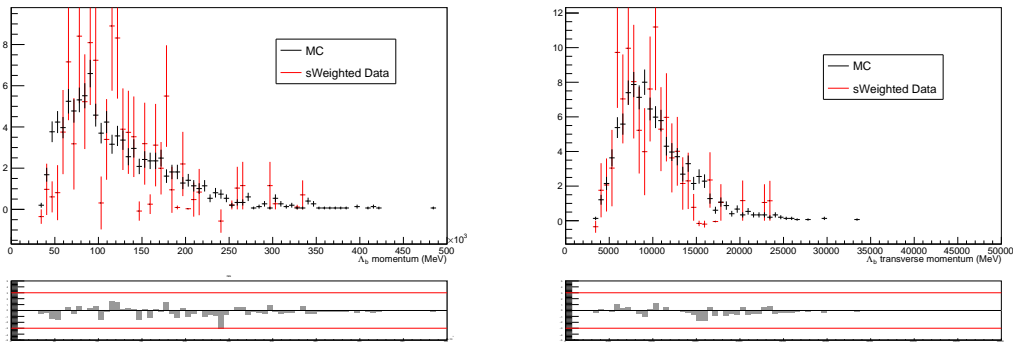 8
6
4
2
0
MC
sWeighted Data
0 50 100 150 200 250 300 350 400 450 500
×10³
Λb momentum (MeV)
12
10
8
6
4
2
0
MC
sWeighted Data
0 5000 10000 15000 20000 25000 30000 35000 40000 45000 50000
Λb transverse momentum (MeV)